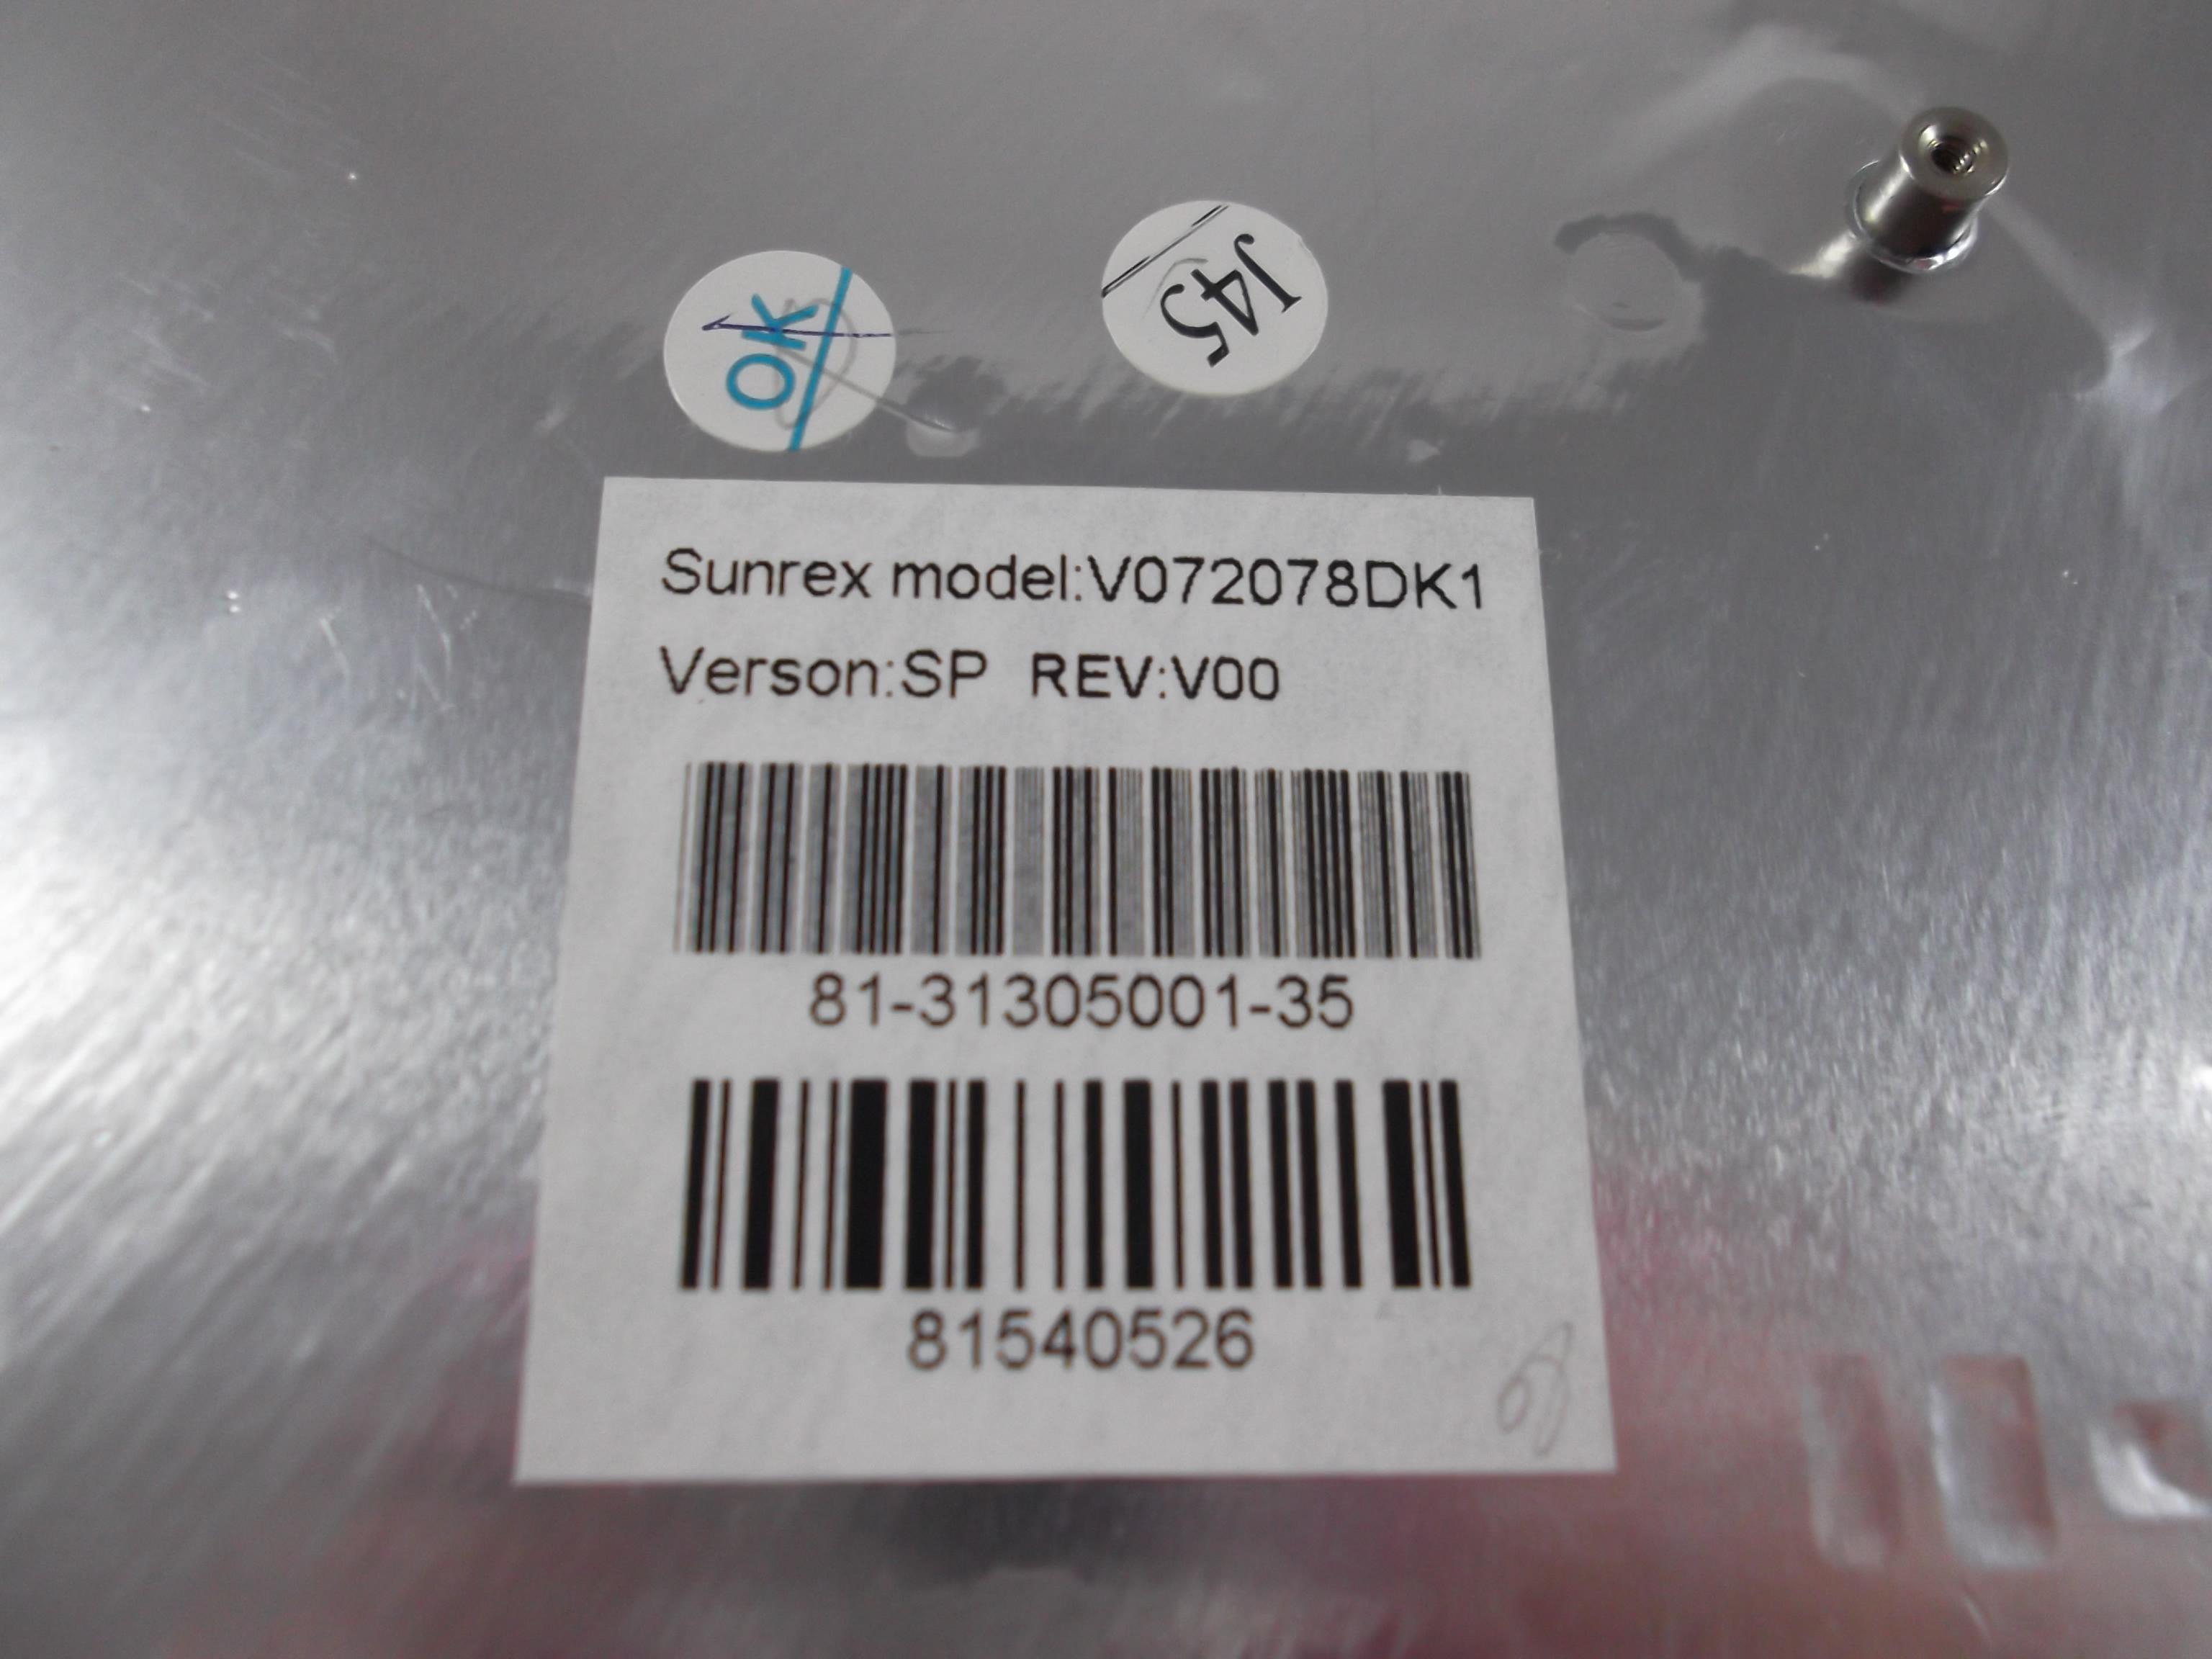 OK
J45
Sunrex model:V072078DK1
Verson:SP REV:V00
81-31305001-35
81540526